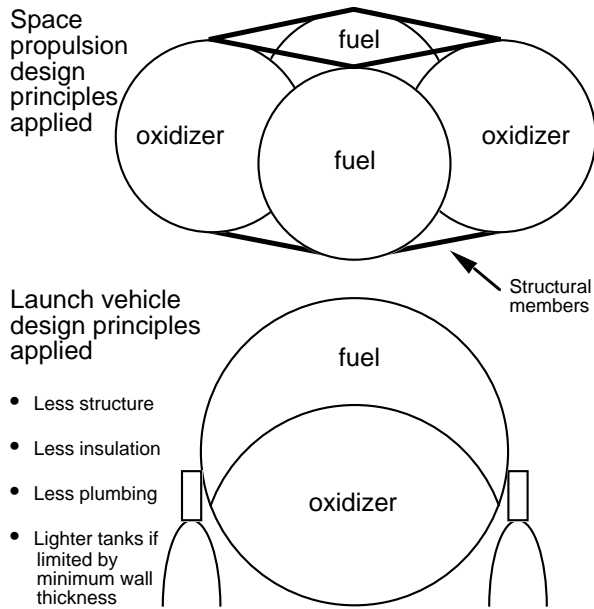 Space
propulsion
design
principles
applied
fuel
oxidizer
oxidizer
fuel
Structural
members
Launch vehicle
design principles
applied
fuel
• Less structure
• Less insulation
• Less plumbing
oxidizer
• Lighter tanks if
limited by
minimum wall
thickness